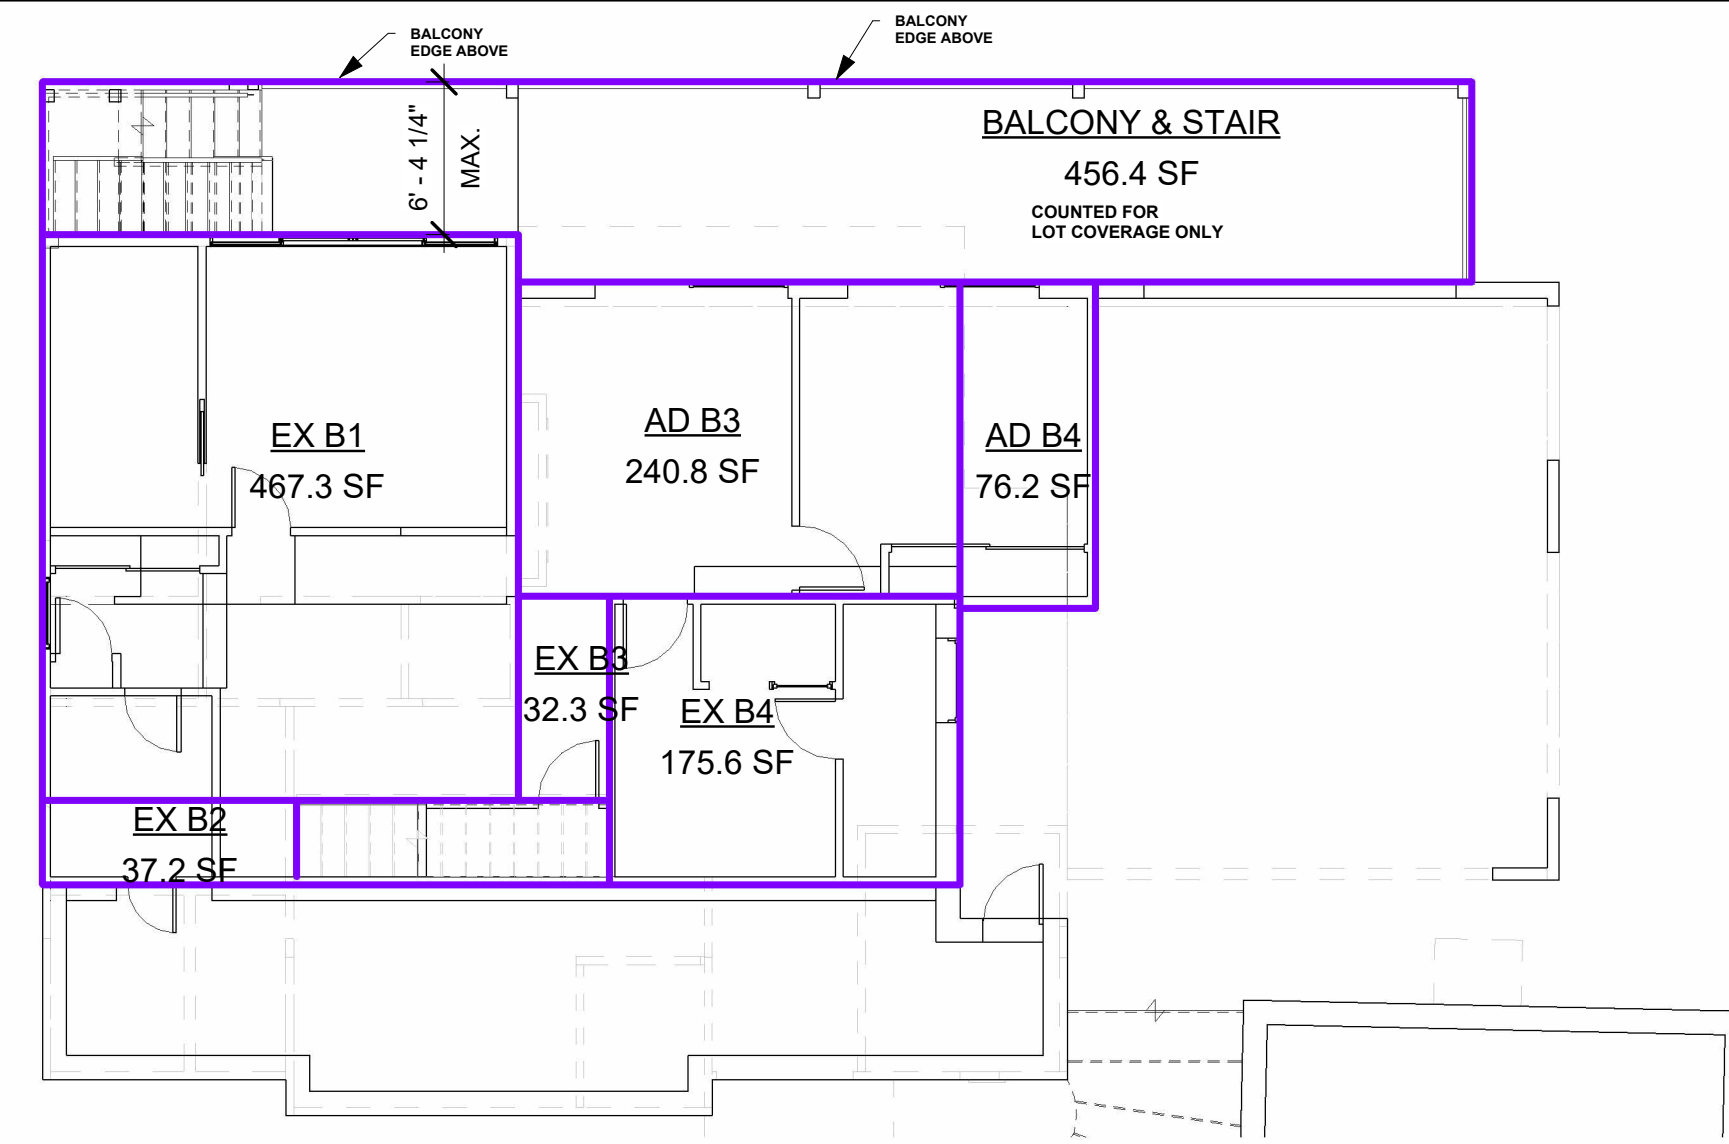 BALCONY
EDGE ABOVE
BALCONY
EDGE ABOVE
6' - 4 1/4"
MAX.
BALCONY & STAIR
456.4 SF
COUNTED FOR
LOT COVERAGE ONLY
EX B1
467.3 SF
AD B3
240.8 SF
AD B4
76.2 SF
EX B3
32.3 SF
EX B4
175.6 SF
EX B2
37.2 SF